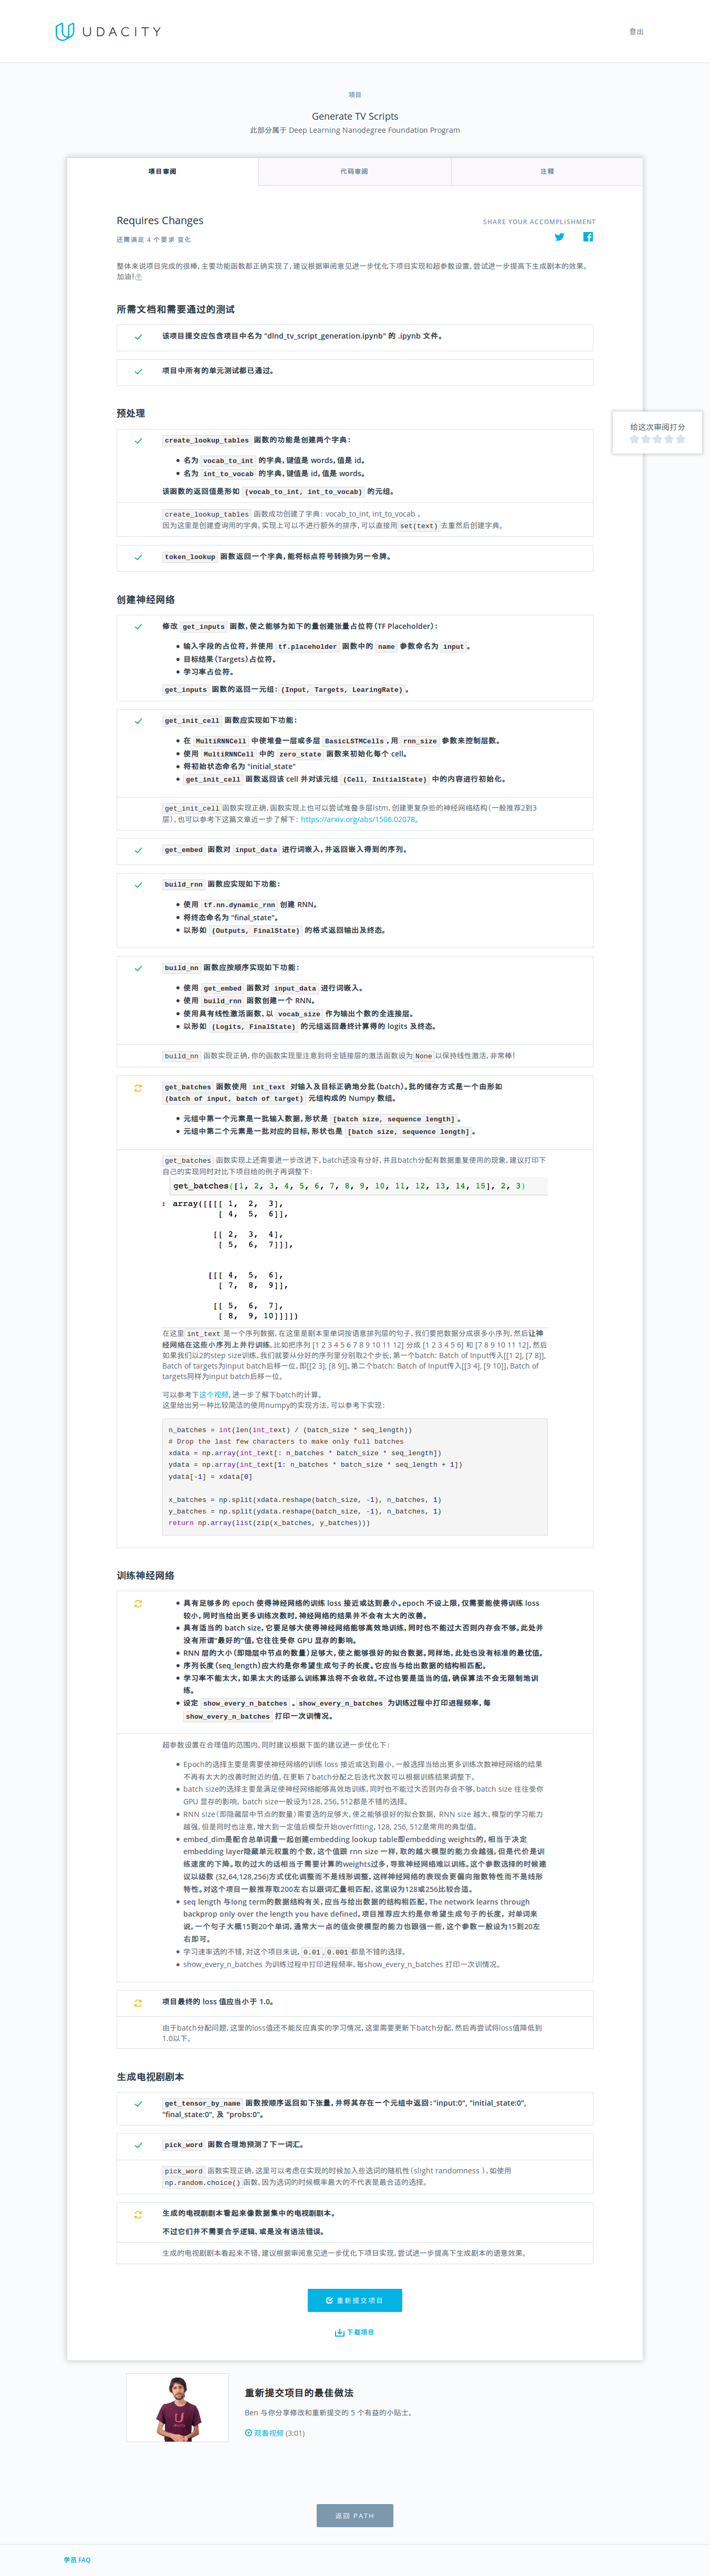 UDACITY
登出
项目
Generate TV Scripts
此部分属于 Deep Learning Nanodegree Foundation Program
项目审阅
代码审阅
注释
Requires Changes
SHARE YOUR ACCOMPLISHMENT
还需满足 4 个要求 变化
整体来说项目完成的很棒，主要功能函数都正确实现了，建议根据审阅意见进一步优化下项目实现和超参数设置，尝试进一步提高下生成剧本的效果。
加油!
所需文档和需要通过的测试
该项目提交应包含项目中名为 "dlnd_tv_script_generation.ipynb" 的 .ipynb 文件。
项目中所有的单元测试都已通过。
预处理
给这次审阅打分
create_lookup_tables 函数的功能是创建两个字典：
名为 vocab_to_int 的字典，键值是 words，值是 id。
名为 int_to_vocab 的字典，键值是 id，值是 words。
该函数的返回值是形如 (vocab_to_int, int_to_vocab) 的元组。
create_lookup_tables 函数成功创建了字典： vocab_to_int, int_to_vocab 。
因为这里是创建查询用的字典，实现上可以不进行额外的排序，可以直接用set(text)去重然后创建字典。
token_lookup 函数返回一个字典，能将标点符号转换为另一令牌。
创建神经网络
修改 get_inputs 函数，使之能够为如下的量创建张量占位符（TF Placeholder）：
输入字段的占位符，并使用 tf.placeholder 函数中的 name 参数命名为 input。
目标结果（Targets）占位符。
学习率占位符。
get_inputs 函数的返回一元组： (Input, Targets, LearingRate) 。
get_init_cell 函数应实现如下功能：
在 MultiRNNCell 中使堆叠一层或多层 BasicLSTMCells，用 rnn_size 参数来控制层数。
使用 MultiRNNCell 中的 zero_state 函数来初始化每个 cell。
将初始状态命名为 "initial_state"
get_init_cell 函数返回该 cell 并对该元组 (Cell, InitialState) 中的内容进行初始化。
get_init_cell函数实现正确，函数实现上也可以尝试堆叠多层lstm，创建更复杂些的神经网络结构（一般推荐2到3
层），也可以参考下这篇文章近一步了解下： https://arxiv.org/abs/1506.02078。
get_embed 函数对 input_data 进行词嵌入，并返回嵌入得到的序列。
build_rnn 函数应实现如下功能：
使用 tf.nn.dynamic_rnn 创建 RNN。
将终态命名为 "final_state"。
以形如 (Outputs, FinalState) 的格式返回输出及终态。
build_nn 函数应按顺序实现如下功能：
使用 get_embed 函数对 input_data 进行词嵌入。
使用 build_rnn 函数创建一个 RNN。
使用具有线性激活函数、以 vocab_size 作为输出个数的全连接层。
以形如 (Logits, FinalState) 的元组返回最终计算得的 logits 及终态。
build_nn 函数实现正确，你的函数实现里注意到将全链接层的激活函数设为None以保持线性激活，非常棒！
get_batches 函数使用 int_text 对输入及目标正确地分批（batch）。批的储存方式是一个由形如
(batch of input, batch of target) 元组构成的 Numpy 数组。
元组中第一个元素是一批输入数据，形状是 [batch size, sequence length]。
元组中第二个元素是一批对应的目标，形状也是 [batch size, sequence length]。
get_batches 函数实现上还需要进一步改进下，batch还没有分好，并且batch分配有数据重复使用的现象，建议打印下
自己的实现同时对比下项目给的例子再调整下：
get_batches([1, 2, 3, 4, 5, 6, 7, 8, 9, 10, 11, 12, 13, 14, 15], 2, 3)
: array([[[[ 1, 2, 3],
[ 4, 5, 6]],
[[ 2, 3, 4],
[ 5, 6, 7]]],
[[[ 4, 5, 6],
[ 7, 8, 9]],
[[ 5, 6, 7],
[ 8, 9, 10]]]])
在这里 int_text 是一个序列数据，在这里是剧本里单词按语意排列层的句子，我们要把数据分成很多小序列，然后让神
经网络在这些小序列上并行训练。比如把序列 [1 2 3 4 5 6 7 8 9 10 11 12] 分成 [1 2 3 4 5 6] 和 [7 8 9 10 11 12]，然后
如果我们以2的step size训练，我们就要从分好的序列里分别取2个步长，第一个batch: Batch of Input传入[[1 2], [7 8]],
Batch of targets为input batch后移一位，即[[2 3], [8 9]]。第二个batch: Batch of Input传入[[3 4], [9 10]]，Batch of
targets同样为input batch后移一位。
可以参考下这个视频，进一步了解下batch的计算。
这里给出另一种比较简洁的使用numpy的实现方法，可以参考下实现：
n_batches = int(len(int_text) / (batch_size * seq_length))
# Drop the last few characters to make only full batches
xdata = np.array(int_text[: n_batches * batch_size * seq_length])
ydata = np.array(int_text[1: n_batches * batch_size * seq_length + 1])
ydata[-1] = xdata[0]
x_batches = np.split(xdata.reshape(batch_size, -1), n_batches, 1)
y_batches = np.split(ydata.reshape(batch_size, -1), n_batches, 1)
return np.array(list(zip(x_batches, y_batches)))
训练神经网络
具有足够多的 epoch 使得神经网络的训练 loss 接近或达到最小。epoch 不设上限，仅需要能使得训练 loss
较小，同时当给出更多训练次数时，神经网络的结果并不会有太大的改善。
具有适当的 batch size，它要足够大使得神经网络能够高效地训练，同时也不能过大否则内存会不够。此处并
没有所谓“最好的”值，它往往受你 GPU 显存的影响。
RNN 层的大小（即隐层中节点的数量）足够大，使之能够很好的拟合数据。同样地，此处也没有标准的最优值。
序列长度（seq_length）应大约是你希望生成句子的长度。它应当与给出数据的结构相匹配。
学习率不能太大，如果太大的话那么训练算法将不会收敛。不过也要是适当的值，确保算法不会无限制地训
练。
设定 show_every_n_batches 。show_every_n_batches 为训练过程中打印进程频率，每
show_every_n_batches 打印一次训情况。
超参数设置在合理值的范围内，同时建议根据下面的建议进一步优化下：
Epoch的选择主要是需要使神经网络的训练 loss 接近或达到最小，一般选择当给出更多训练次数神经网络的结果
不再有太大的改善时附近的值，在更新了batch分配之后迭代次数可以根据训练结果调整下。
batch size的选择主要是满足使神经网络能够高效地训练，同时也不能过大否则内存会不够。batch size 往往受你
GPU 显存的影响， batch size一般设为128, 256, 512都是不错的选择。
RNN size（即隐藏层中节点的数量）需要选的足够大，使之能够很好的拟合数据， RNN size 越大，模型的学习能力
越强，但是同时也注意，增大到一定值后模型开始overfitting，128, 256, 512是常用的典型值。
embed_dim是配合总单词量一起创建embedding lookup table即embedding weights的，相当于决定
embedding layer隐藏单元权重的个数，这个值跟 rnn size 一样，取的越大模型的能力会越强，但是代价是训
练速度的下降。取的过大的话相当于需要计算的weights过多，导致神经网络难以训练。这个参数选择的时候建
议以级数 (32,64,128,256)方式优化调整而不是线形调整，这样神经网络的表现会更偏向指数特性而不是线形
特性。对这个项目一般推荐取200左右以跟词汇量相匹配，这里设为128或256比较合适。
seq length 与long term的数据结构有关，应当与给出数据的结构相匹配。The network learns through
backprop only over the length you have defined，项目推荐应大约是你希望生成句子的长度， 对单词来
说，一个句子大概15到20个单词，通常大一点的值会使模型的能力也跟强一些，这个参数一般设为15到20左
右即可。
学习速率选的不错，对这个项目来说， 0.01 , 0.001都是不错的选择。
show_every_n_batches 为训练过程中打印进程频率，每show_every_n_batches 打印一次训情况。
项目最终的 loss 值应当小于 1.0。
由于batch分配问题，这里的loss值还不能反应真实的学习情况，这里需要更新下batch分配，然后再尝试将loss值降低到
1.0以下。
生成电视剧剧本
get_tensor_by_name 函数按顺序返回如下张量，并将其存在一个元组中返回："input:0", "initial_state:0",
"final_state:0", 及 "probs:0"。
pick_word 函数合理地预测了下一词汇。
pick_word 函数实现正确，这里可以考虑在实现的时候加入些选词的随机性（slight randomness ），如使用
np.random.choice()函数，因为选词的时候概率最大的不代表是最合适的选择。
生成的电视剧剧本看起来像数据集中的电视剧剧本。
不过它们并不需要合乎逻辑、或是没有语法错误。
生成的电视剧剧本看起来不错，建议根据审阅意见进一步优化下项目实现，尝试进一步提高下生成剧本的语意效果。
重新提交项目
下载项目
重新提交项目的最佳做法
Ben 与你分享修改和重新提交的 5 个有益的小贴士。
观看视频 (3:01)
返回 PATH
学员 FAQ